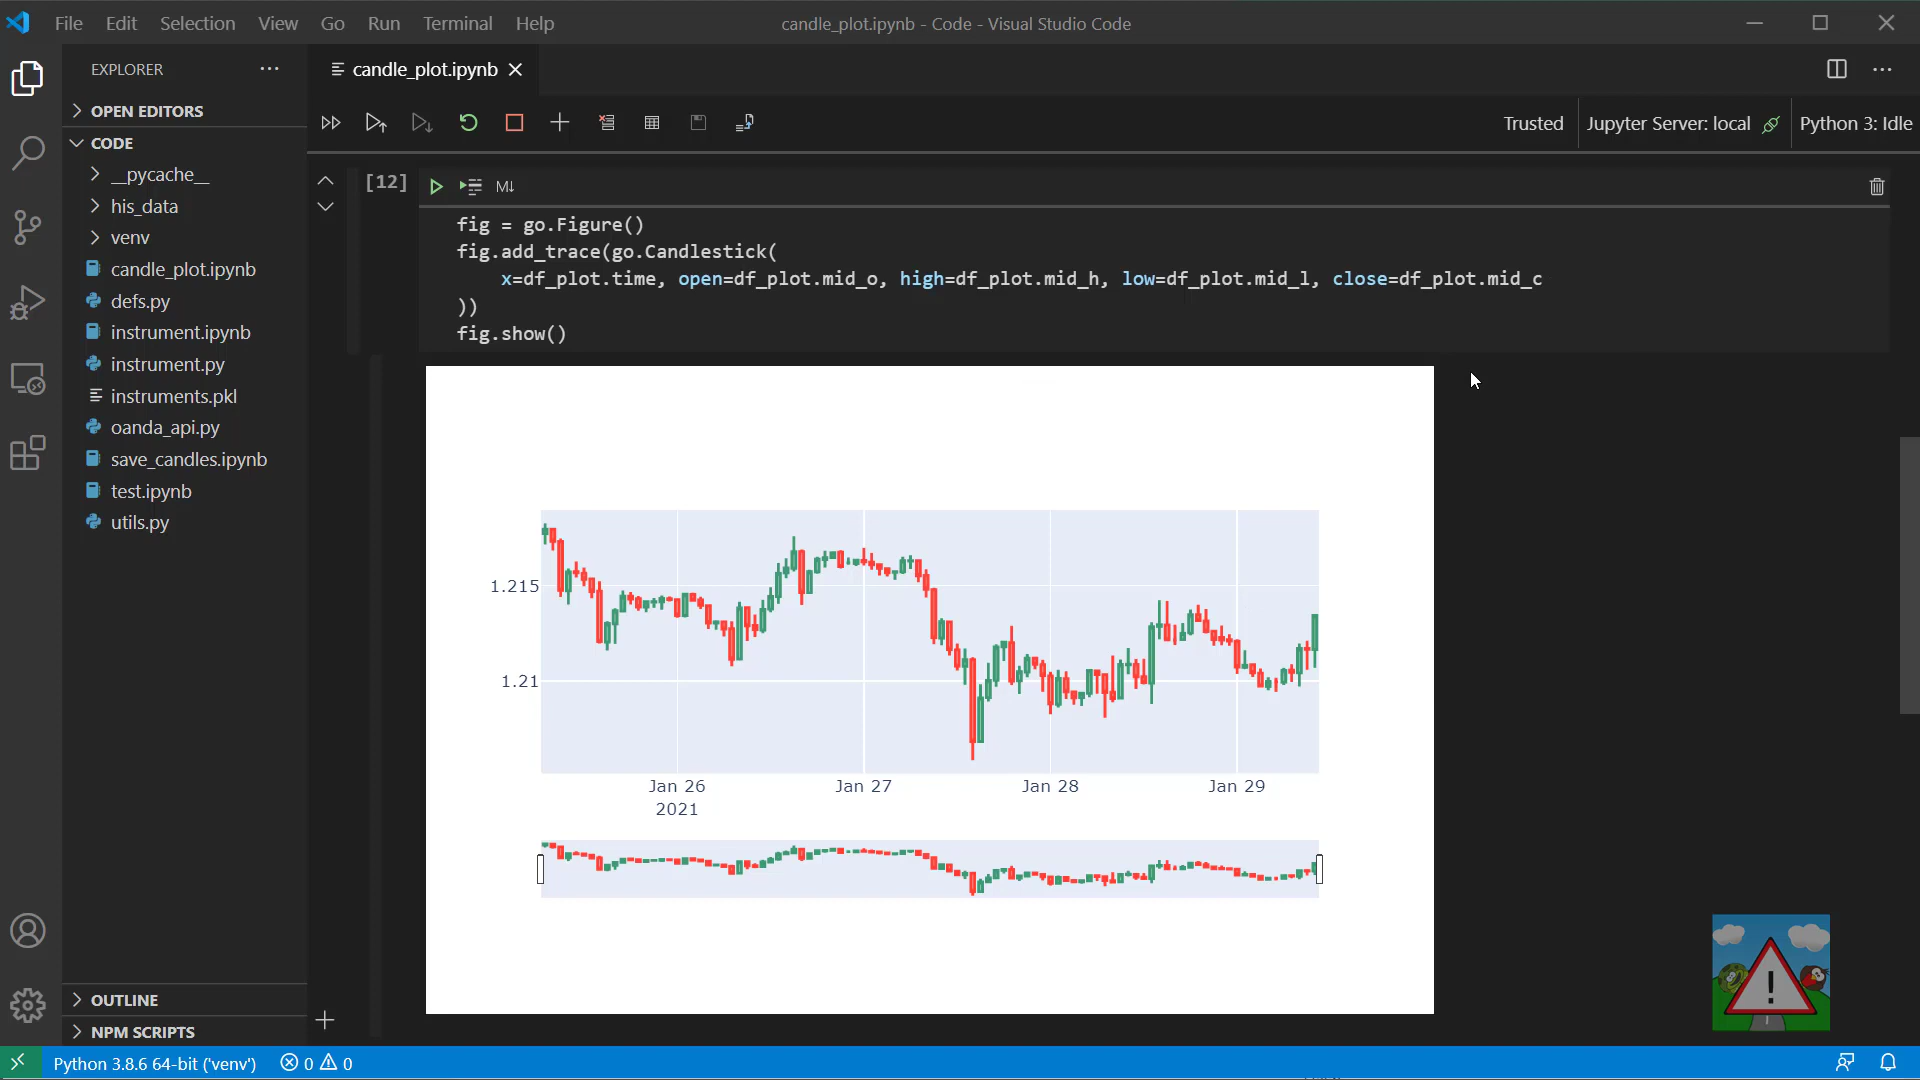 File Edit Selection View Go Run Terminal Help
candle_plot.ipynb - Code - Visual Studio Code
EXPLORER
candle_plot.ipynb
OPEN EDITORS
CODE
__pycache__
his_data
venv
candle_plot.ipynb
defs.py
instrument.ipynb
instrument.py
instruments.pkl
oanda_api.py
save_candles.ipynb
test.ipynb
utils.py
OUTLINE
NPM SCRIPTS
Trusted
Jupyter Server: local
Python 3: Idle
[12]
M↓
fig = go.Figure()
fig.add_trace(go.Candlestick(
x=df_plot.time, open=df_plot.mid_o, high=df_plot.mid_h, low=df_plot.mid_l, close=df_plot.mid_c
))
fig.show()
1.215
1.21
Jan 26
2021
Jan 27
Jan 28
Jan 29
!
Python 3.8.6 64-bit ('venv')
0
0